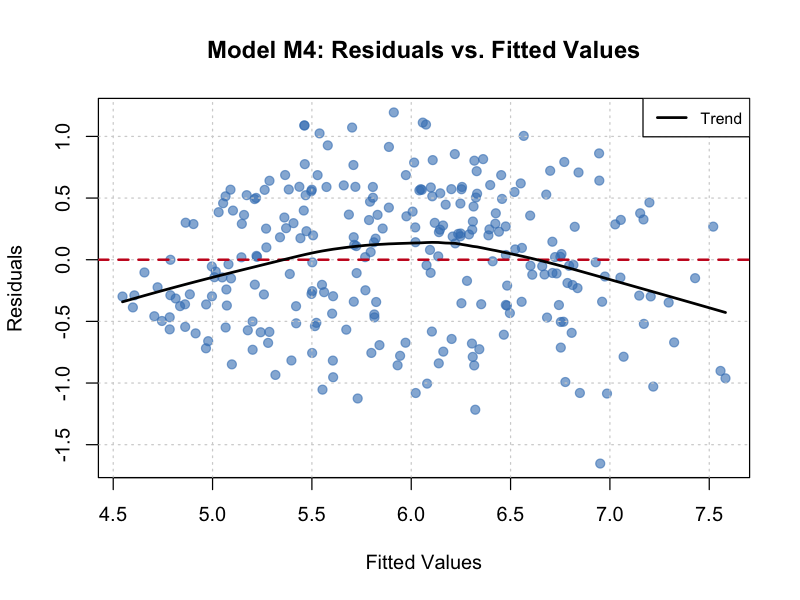 Model M4: Residuals vs. Fitted Values
Trend
Residuals
1.0
0.5
0.0
-0.5
-1.0
-1.5
4.5 5.0 5.5 6.0 6.5 7.0 7.5
Fitted Values